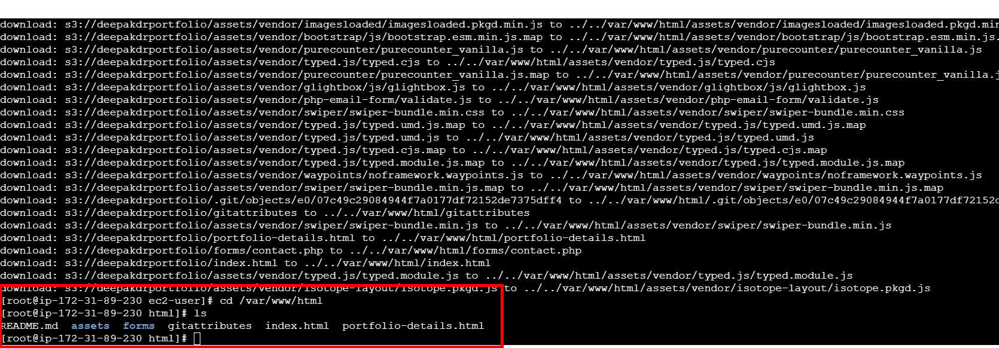 download: s3://deepakdrportfolio/assets/vendor/imagesloaded/imagesloaded.pkgd.min.js to ../../var/www/html/assets/vendor/imagesloaded/imagesloaded.pkgd.min
download: s3://deepakdrportfolio/assets/vendor/bootstrap/js/bootstrap.esm.min.js.map to ../../var/www/html/assets/vendor/bootstrap/js/bootstrap.esm.min.js.
download: s3://deepakdrportfolio/assets/vendor/purecounter/purecounter_vanilla.js to ../../var/www/html/assets/vendor/purecounter/purecounter_vanilla.js
download: s3://deepakdrportfolio/assets/vendor/typed.js/typed.cjs to ../../var/www/html/assets/vendor/typed.js/typed.cjs
download: s3://deepakdrportfolio/assets/vendor/purecounter/purecounter_vanilla.js.map to ../../var/www/html/assets/vendor/purecounter/purecounter_vanilla.j
download: s3://deepakdrportfolio/assets/vendor/glightbox/js/glightbox.js to ../../var/www/html/assets/vendor/glightbox/js/glightbox.js
download: s3://deepakdrportfolio/assets/vendor/php-email-form/validate.js to ../../var/www/html/assets/vendor/php-email-form/validate.js
download: s3://deepakdrportfolio/assets/vendor/swiper/swiper-bundle.min.css to ../../var/www/html/assets/vendor/swiper/swiper-bundle.min.css
download: s3://deepakdrportfolio/assets/vendor/typed.js/typed.umd.js.map to ../../var/www/html/assets/vendor/typed.js/typed.umd.js.map
download: s3://deepakdrportfolio/assets/vendor/typed.js/typed.umd.js to ../../var/www/html/assets/vendor/typed.js/typed.umd.js
download: s3://deepakdrportfolio/assets/vendor/typed.js/typed.cjs.map to ../../var/www/html/assets/vendor/typed.js/typed.cjs.map
download: s3://deepakdrportfolio/assets/vendor/typed.js/typed.module.js.map to ../../var/www/html/assets/vendor/typed.js/typed.module.js.map
download: s3://deepakdrportfolio/assets/vendor/waypoints/noframework.waypoints.js to ../../var/www/html/assets/vendor/waypoints/noframework.waypoints.js
download: s3://deepakdrportfolio/assets/vendor/swiper/swiper-bundle.min.js.map to ../../var/www/html/assets/vendor/swiper/swiper-bundle.min.js.map
download: s3://deepakdrportfolio/.git/objects/e0/07c49c29084944f7a0177df72152de7375dff4 to ../../var/www/html/.git/objects/e0/07c49c29084944f7a0177df72152d
download: s3://deepakdrportfolio/gitattributes to ../../var/www/html/gitattributes
download: s3://deepakdrportfolio/assets/vendor/swiper/swiper-bundle.min.js to ../../var/www/html/assets/vendor/swiper/swiper-bundle.min.js
download: s3://deepakdrportfolio/portfolio-details.html to ../../var/www/html/portfolio-details.html
download: s3://deepakdrportfolio/forms/contact.php to ../../var/www/html/forms/contact.php
download: s3://deepakdrportfolio/index.html to ../../var/www/html/index.html
download: s3://deepakdrportfolio/assets/vendor/typed.js/typed.module.js to ../../var/www/html/assets/vendor/typed.js/typed.module.js
download: s3://deepakdrportfolio/assets/vendor/isotope-layout/isotope.pkgd.js to ../../var/www/html/assets/vendor/isotope-layout/isotope.pkgd.js
[root@ip-172-31-89-230 ec2-user]# cd /var/www/html
[root@ip-172-31-89-230 html]# ls
README.md assets forms gitattributes index.html portfolio-details.html
[root@ip-172-31-89-230 html]#